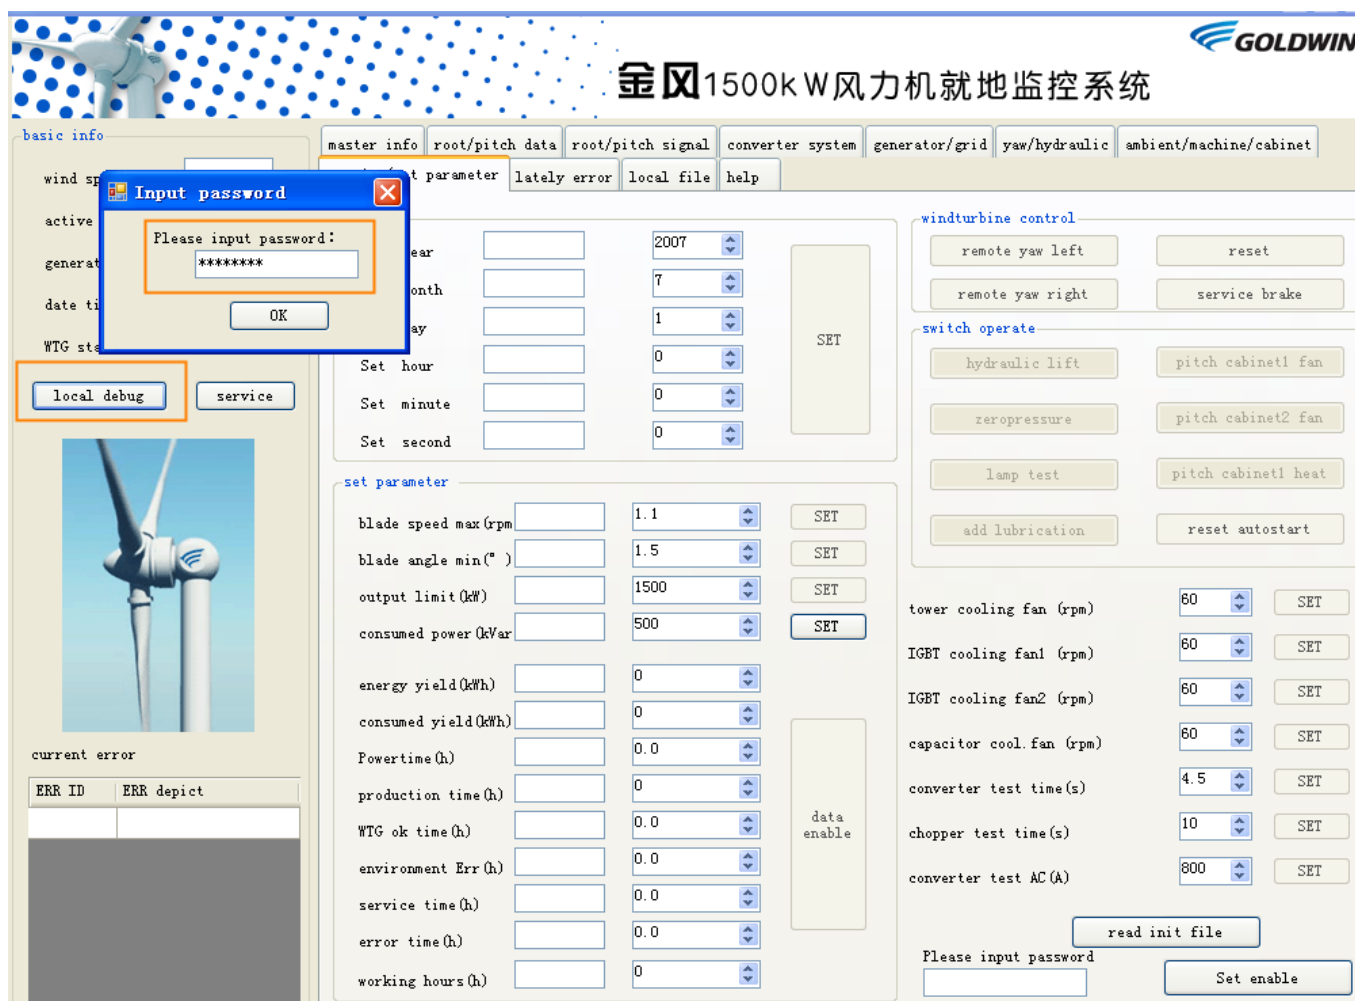 GOLDWIN
金风1500kW风力机就地监控系统
basic info
master info
root/pitch data
root/pitch signal
converter system
generator/grid
yaw/hydraulic
ambient/machine/cabinet
parameter
lately error
local file
help
wind sp
active
generat
date ti
WTG sta
Input password
Please input password:
********
OK
local debug
service
ear
2007
onth
7
ay
1
Set hour
0
Set minute
0
Set second
0
SET
windturbine control
remote yaw left
reset
remote yaw right
service brake
switch operate
hydraulic lift
pitch cabinet1 fan
zeropressure
pitch cabinet2 fan
lamp test
pitch cabinet1 heat
add lubrication
reset autostart
set parameter
blade speed max(rpm
1.1
SET
blade angle min(° )
1.5
SET
output limit(kW)
1500
SET
consumed power(kVar
500
SET
energy yield(kWh)
0
consumed yield(kWh)
0
Powertime(h)
0.0
production time(h)
0
WTG ok time(h)
0.0
environment Err(h)
0.0
service time(h)
0.0
error time(h)
0.0
working hours(h)
0
data
enable
tower cooling fan (rpm)
60
SET
IGBT cooling fan1 (rpm)
60
SET
IGBT cooling fan2 (rpm)
60
SET
capacitor cool.fan (rpm)
60
SET
converter test time(s)
4.5
SET
chopper test time(s)
10
SET
converter test AC(A)
800
SET
read init file
Please input password
Set enable
current error
ERR ID
ERR depict